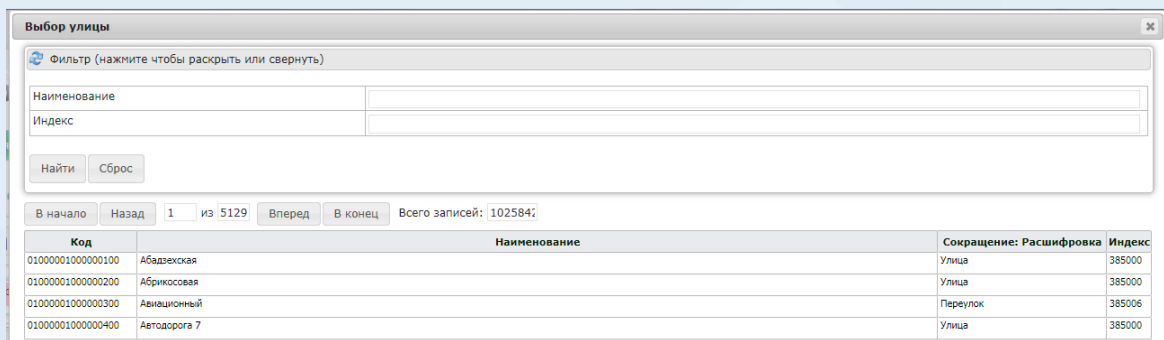 Выбор улицы
Фильтр (нажмите чтобы раскрыть или свернуть)
Наименование
Индекс
Найти Сброс
В начало Назад 1 из 5129 Вперед В конец Всего записей: 1025842
Код Наименование Сокращение: Расшифровка Индекс
01000001000000100 Абадзехская Улица 385000
01000001000000200 Абрикосовая Улица 385000
01000001000000300 Авиационный Переулок 385006
01000001000000400 Автодорога 7 Улица 385000